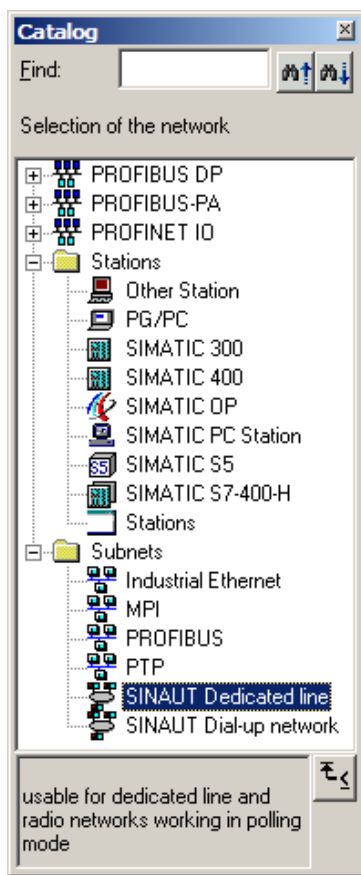 Catalog
Find:
Selection of the network
PROFIBUS DP
PROFIBUS-PA
PROFINET IO
Stations
Other Station
PG/PC
SIMATIC 300
SIMATIC 400
SIMATIC OP
SIMATIC PC Station
S5 SIMATIC S5
SIMATIC S7-400-H
Stations
Subnets
Industrial Ethernet
MPI
PROFIBUS
PTP
SINAUT Dedicated line
SINAUT Dial-up network
usable for dedicated line and
radio networks working in polling
mode